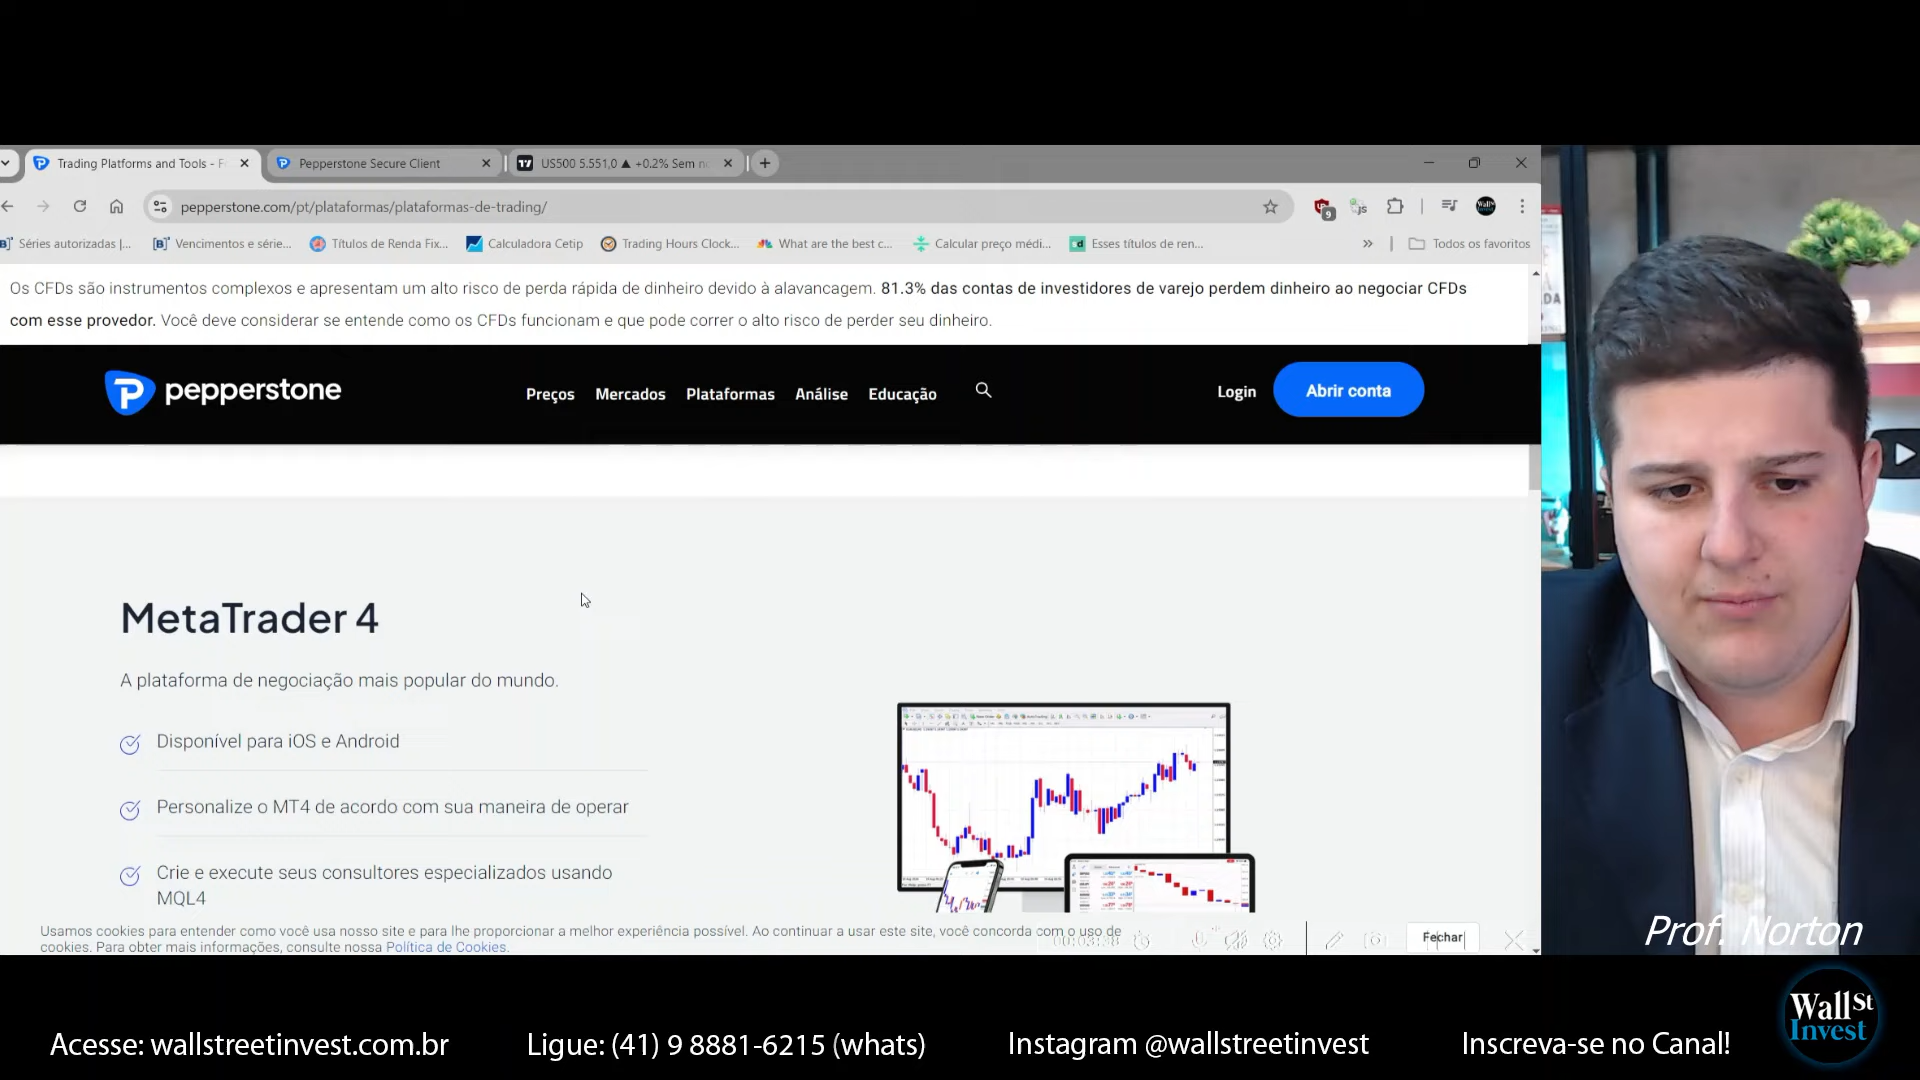 Trading Platforms and Tools - F
Pepperstone Secure Client
US500 5.551,0 ▲ +0.2% Sem n
pepperstone.com/pt/plataformas/plataformas-de-trading/
9
Séries autorizadas |...
Vencimentos e série...
Títulos de Renda Fix...
Calculadora Cetip
Trading Hours Clock...
What are the best c...
Calcular preço médi...
Esses títulos de ren...
Todos os favoritos
Os CFDs são instrumentos complexos e apresentam um alto risco de perda rápida de dinheiro devido à alavancagem. 81.3% das contas de investidores de varejo perdem dinheiro ao negociar CFDs
com esse provedor. Você deve considerar se entende como os CFDs funcionam e que pode correr o alto risco de perder seu dinheiro.
pepperstone
Preços
Mercados
Plataformas
Análise
Educação
Login
Abrir conta
MetaTrader 4
A plataforma de negociação mais popular do mundo.
Disponível para iOS e Android
Personalize o MT4 de acordo com sua maneira de operar
Crie e execute seus consultores especializados usando
MQL4
Usamos cookies para entender como você usa nosso site e para lhe proporcionar a melhor experiência possível. Ao continuar a usar este site, você concorda com o uso de
cookies. Para obter mais informações, consulte nossa Política de Cookies.
Fechar
Prof. Norton
Wall St
Invest
Acesse: wallstreetinvest.com.br
Ligue: (41) 9 8881-6215 (whats)
Instagram @wallstreetinvest
Inscreva-se no Canal!